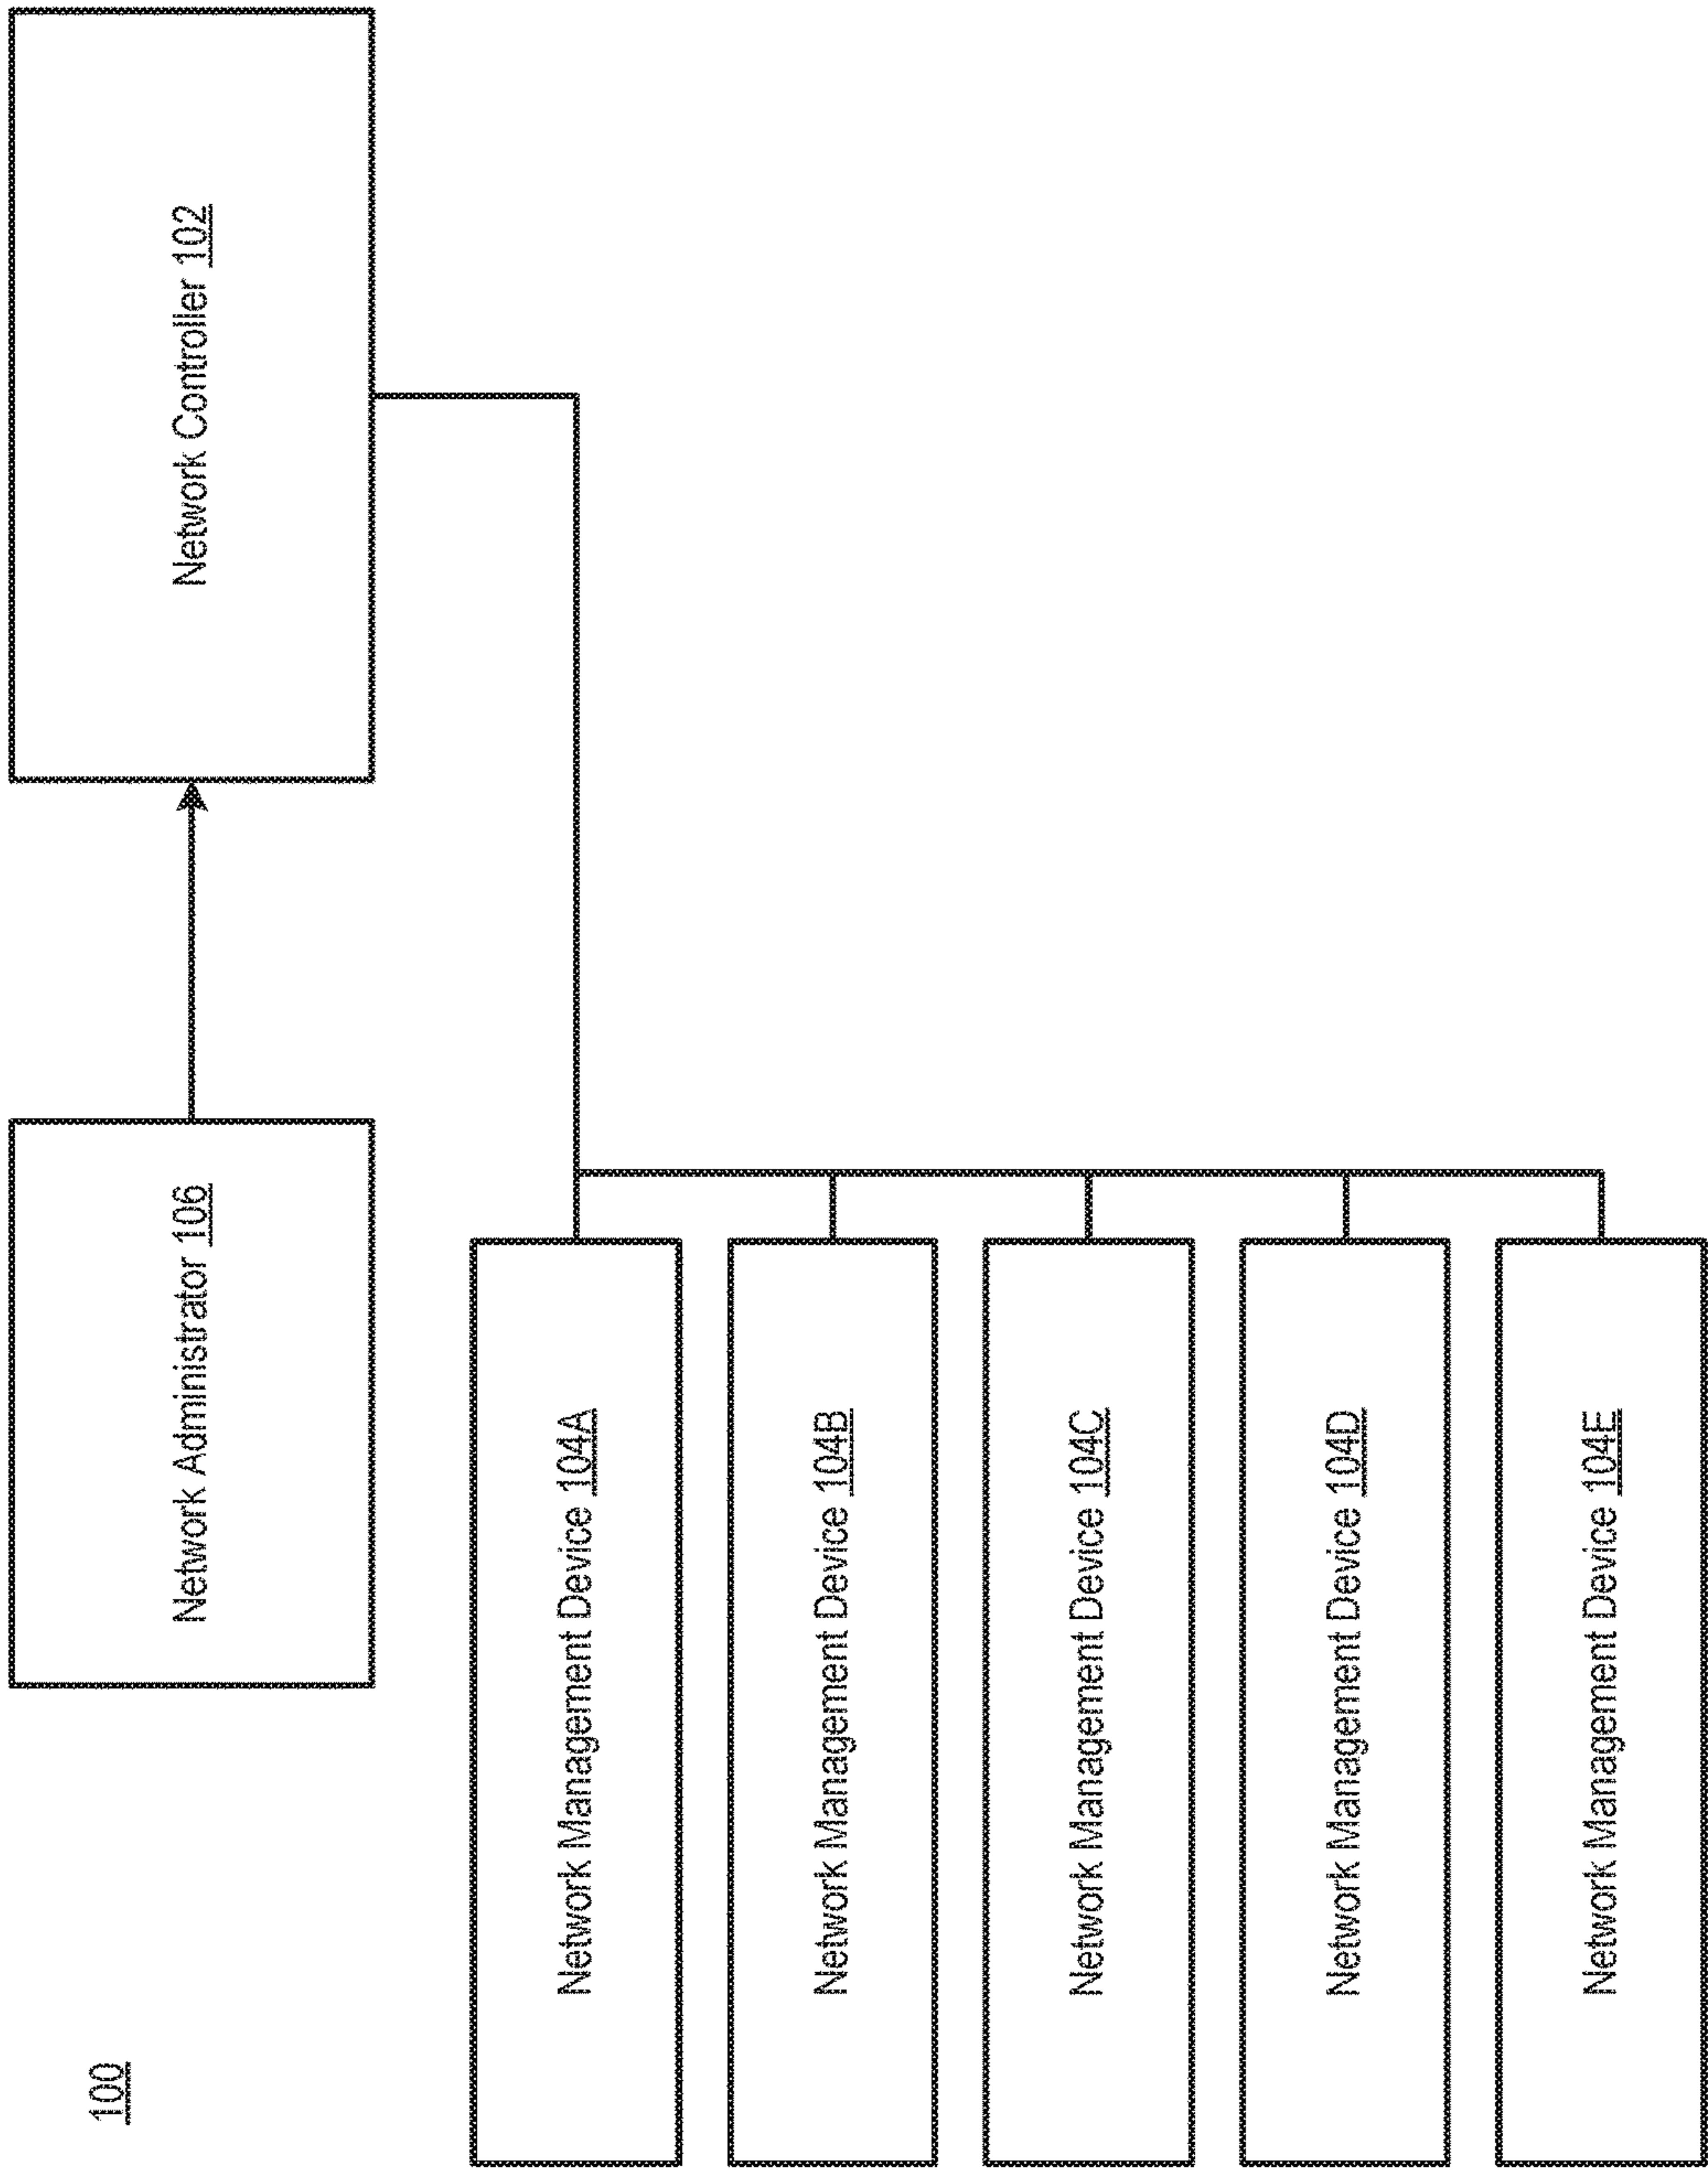 100
Network Administrator 106
Network Controller 102
Network Management Device 104A
Network Management Device 104B
Network Management Device 104C
Network Management Device 104D
Network Management Device 104E